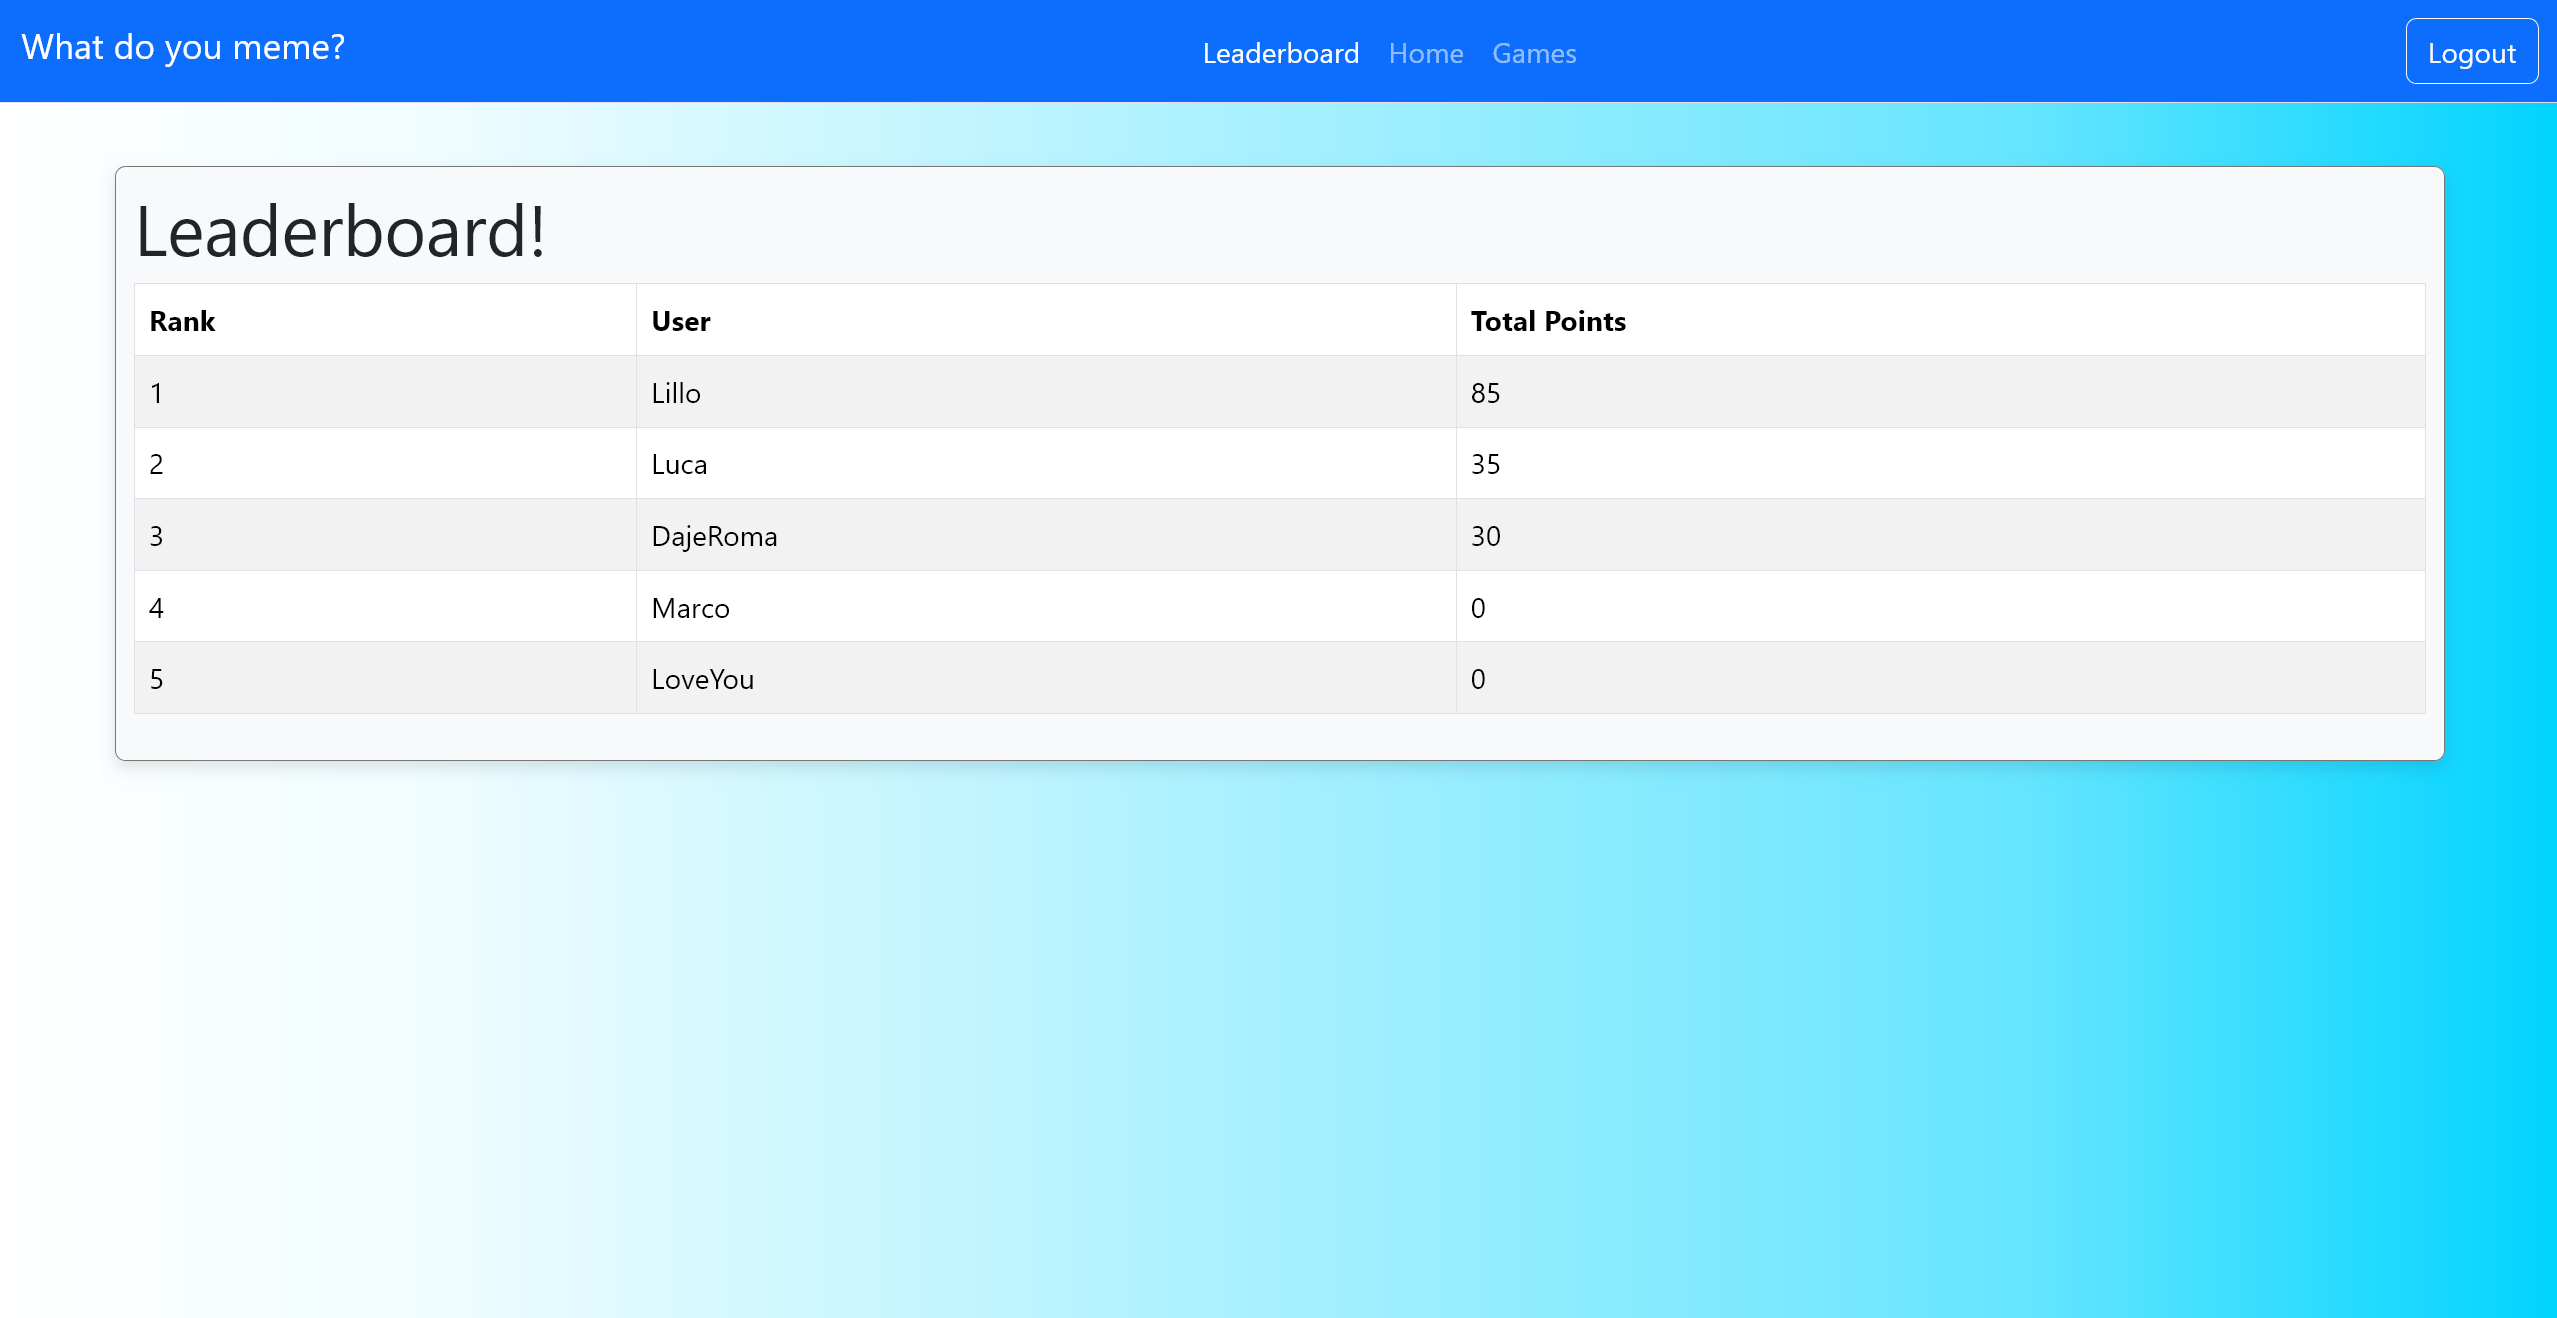 What do you meme? Leaderboard Home Games Logout
Leaderboard!
Rank User Total Points
1 Lillo 85
2 Luca 35
3 DajeRoma 30
4 Marco 0
5 LoveYou 0